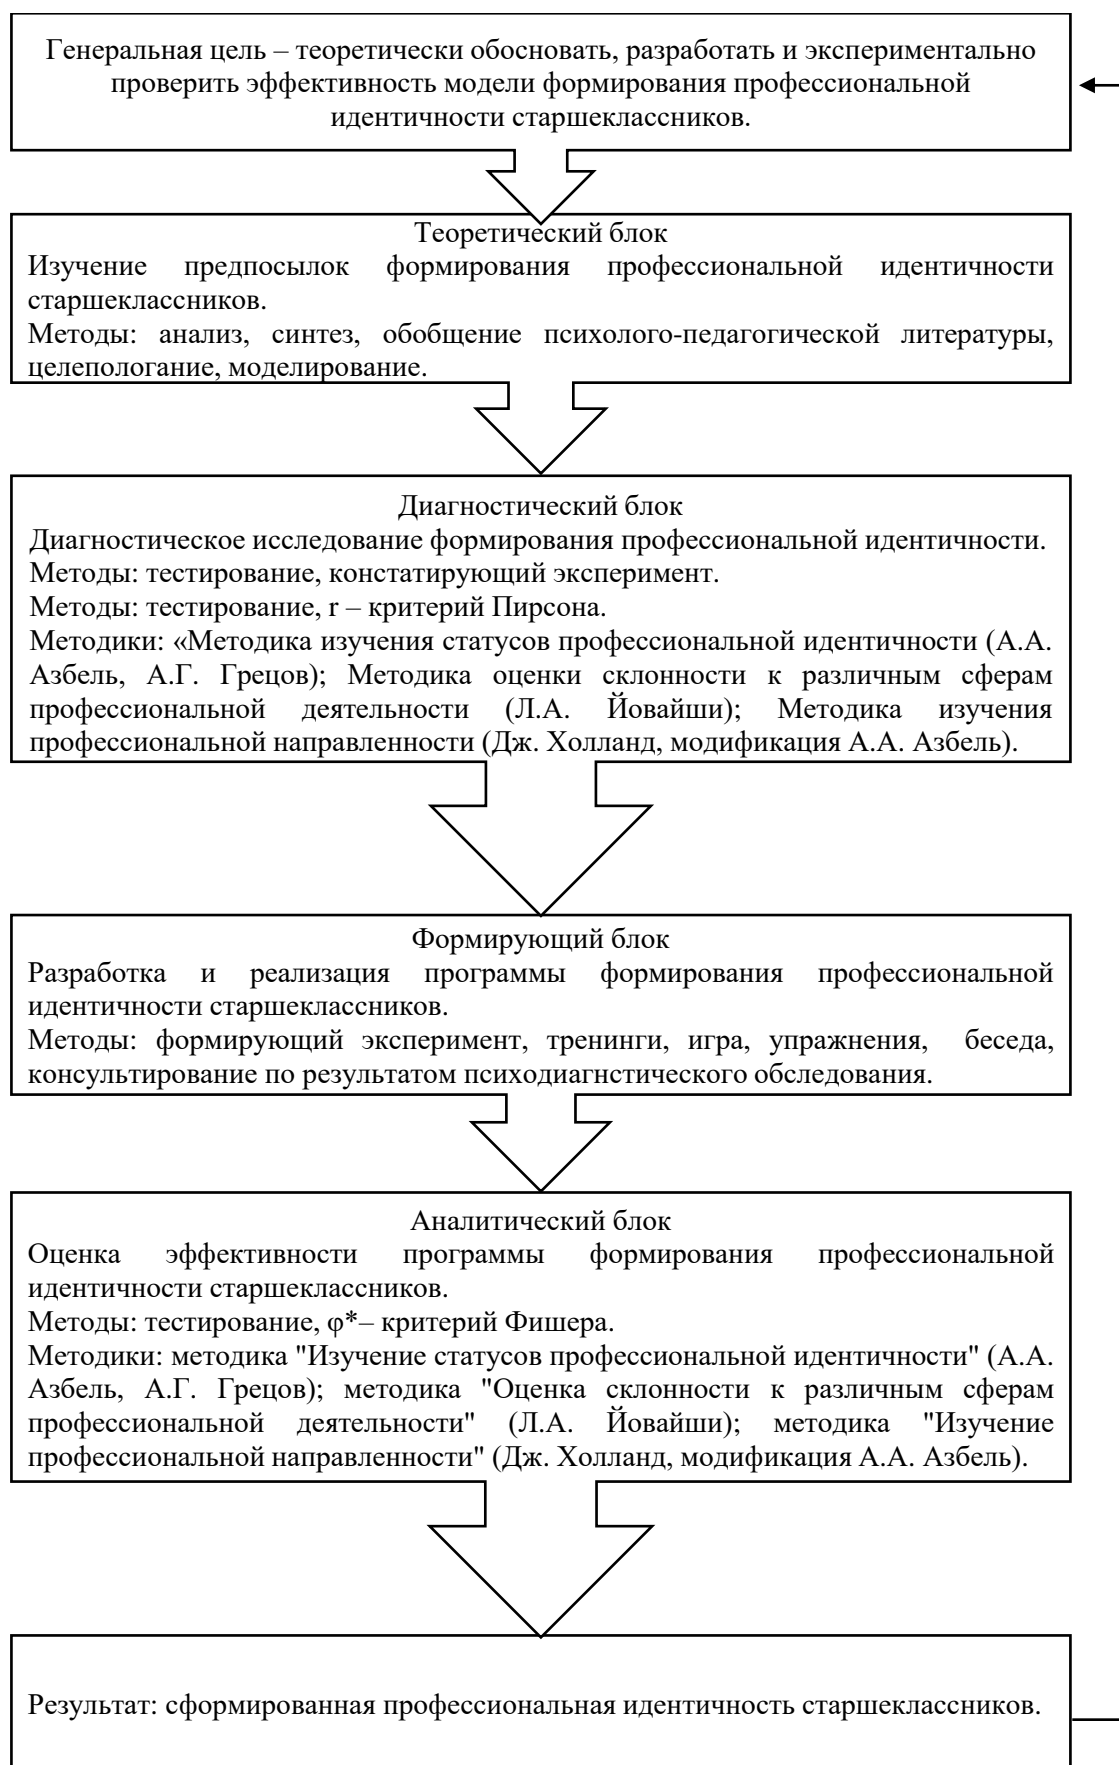 Генеральная цель – теоретически обосновать, разработать и экспериментально
проверить эффективность модели формирования профессиональной
идентичности старшеклассников.
Теоретический блок
Изучение предпосылок формирования профессиональной идентичности
старшеклассников.
Методы: анализ, синтез, обобщение психолого-педагогической литературы,
целепологание, моделирование.
Диагностический блок
Диагностическое исследование формирования профессиональной идентичности.
Методы: тестирование, констатирующий эксперимент.
Методы: тестирование, r – критерий Пирсона.
Методики: «Методика изучения статусов профессиональной идентичности (А.А.
Азбель, А.Г. Грецов); Методика оценки склонности к различным сферам
профессиональной деятельности (Л.А. Йовайши); Методика изучения
профессиональной направленности (Дж. Холланд, модификация А.А. Азбель).
Формирующий блок
Разработка и реализация программы формирования профессиональной
идентичности старшеклассников.
Методы: формирующий эксперимент, тренинги, игра, упражнения, беседа,
консультирование по результатом психодиагнстического обследования.
Аналитический блок
Оценка эффективности программы формирования профессиональной
идентичности старшеклассников.
Методы: тестирование, φ*– критерий Фишера.
Методики: методика "Изучение статусов профессиональной идентичности" (А.А.
Азбель, А.Г. Грецов); методика "Оценка склонности к различным сферам
профессиональной деятельности" (Л.А. Йовайши); методика "Изучение
профессиональной направленности" (Дж. Холланд, модификация А.А. Азбель).
Результат: сформированная профессиональная идентичность старшеклассников.